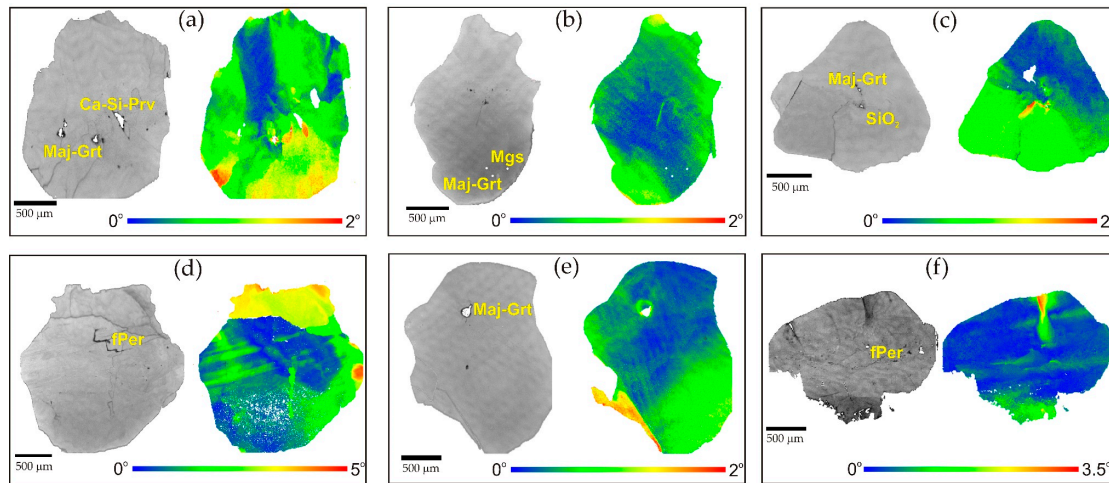 (a)
Ca-Si-Prv
Maj-Grt
500 µm
0° 2°
(b)
Mgs
Maj-Grt
500 µm
0° 2°
(c)
Maj-Grt
SiO₂
500 µm
0° 2°
(d)
fPer
500 µm
0° 5°
(e)
Maj-Grt
500 µm
0° 2°
(f)
fPer
500 µm
0° 3.5°